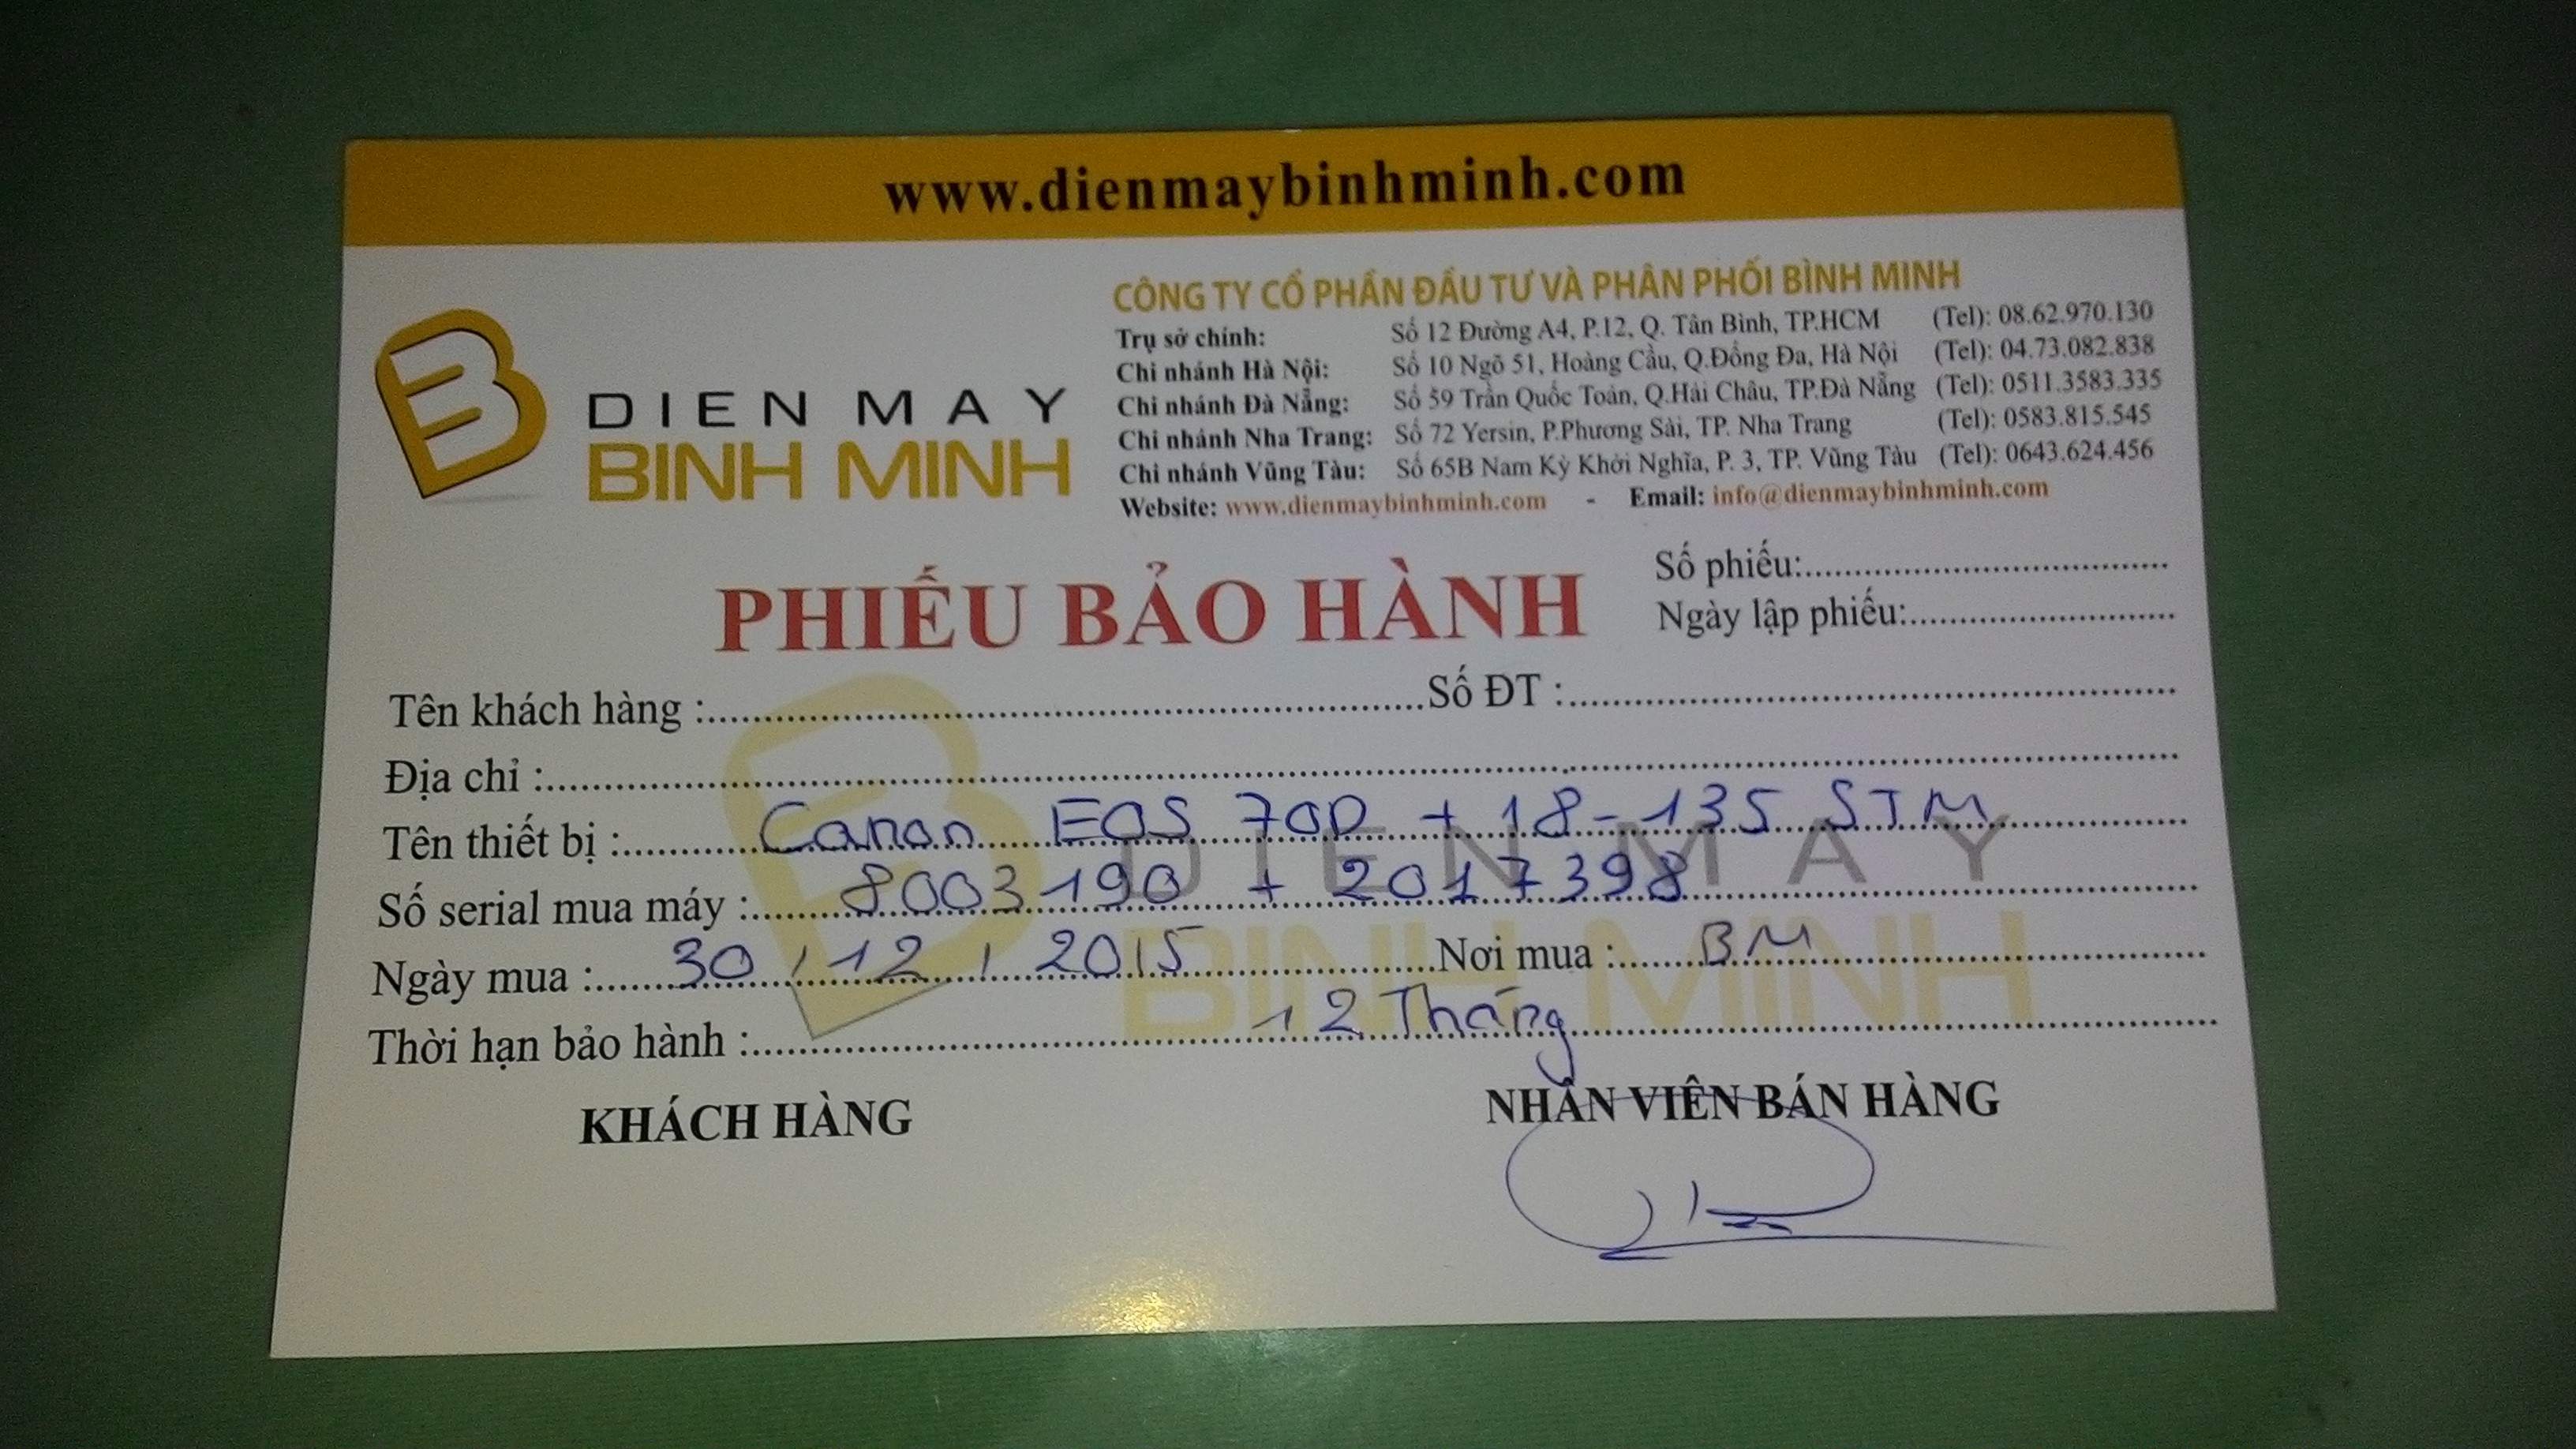 www.dienmaybinhminh.com
DIEN MAY
BINH MINH
CÔNG TY CỔ PHẦN ĐẦU TƯ VÀ PHÂN PHỐI BÌNH MINH
Trụ sở chính: Số 12 Đường A4, P.12, Q. Tân Bình, TP.HCM (Tel): 08.62.970.130
Chi nhánh Hà Nội: Số 10 Ngõ 51, Hoàng Cầu, Q.Đống Đa, Hà Nội (Tel): 04.73.082.838
Chi nhánh Đà Nẵng: Số 59 Trần Quốc Toản, Q.Hải Châu, TP.Đà Nẵng (Tel): 0511.3583.335
Chi nhánh Nha Trang: Số 72 Yersin, P.Phương Sài, TP. Nha Trang (Tel): 0583.815.545
Chi nhánh Vũng Tàu: Số 65B Nam Kỳ Khởi Nghĩa, P. 3, TP. Vũng Tàu (Tel): 0643.624.456
Website: www.dienmaybinhminh.com - Email: info@dienmaybinhminh.com
PHIẾU BẢO HÀNH
Số phiếu:
Ngày lập phiếu:
Tên khách hàng : Số ĐT :
Địa chỉ :
Tên thiết bị : Canon EOS 70D + 18-135 STM
DIEN MAY
Số serial mua máy : 8003190 + 2017398
Ngày mua : 30/12/2015 Nơi mua : BM
BINH MINH
Thời hạn bảo hành : 12 Tháng
KHÁCH HÀNG NHÂN VIÊN BÁN HÀNG